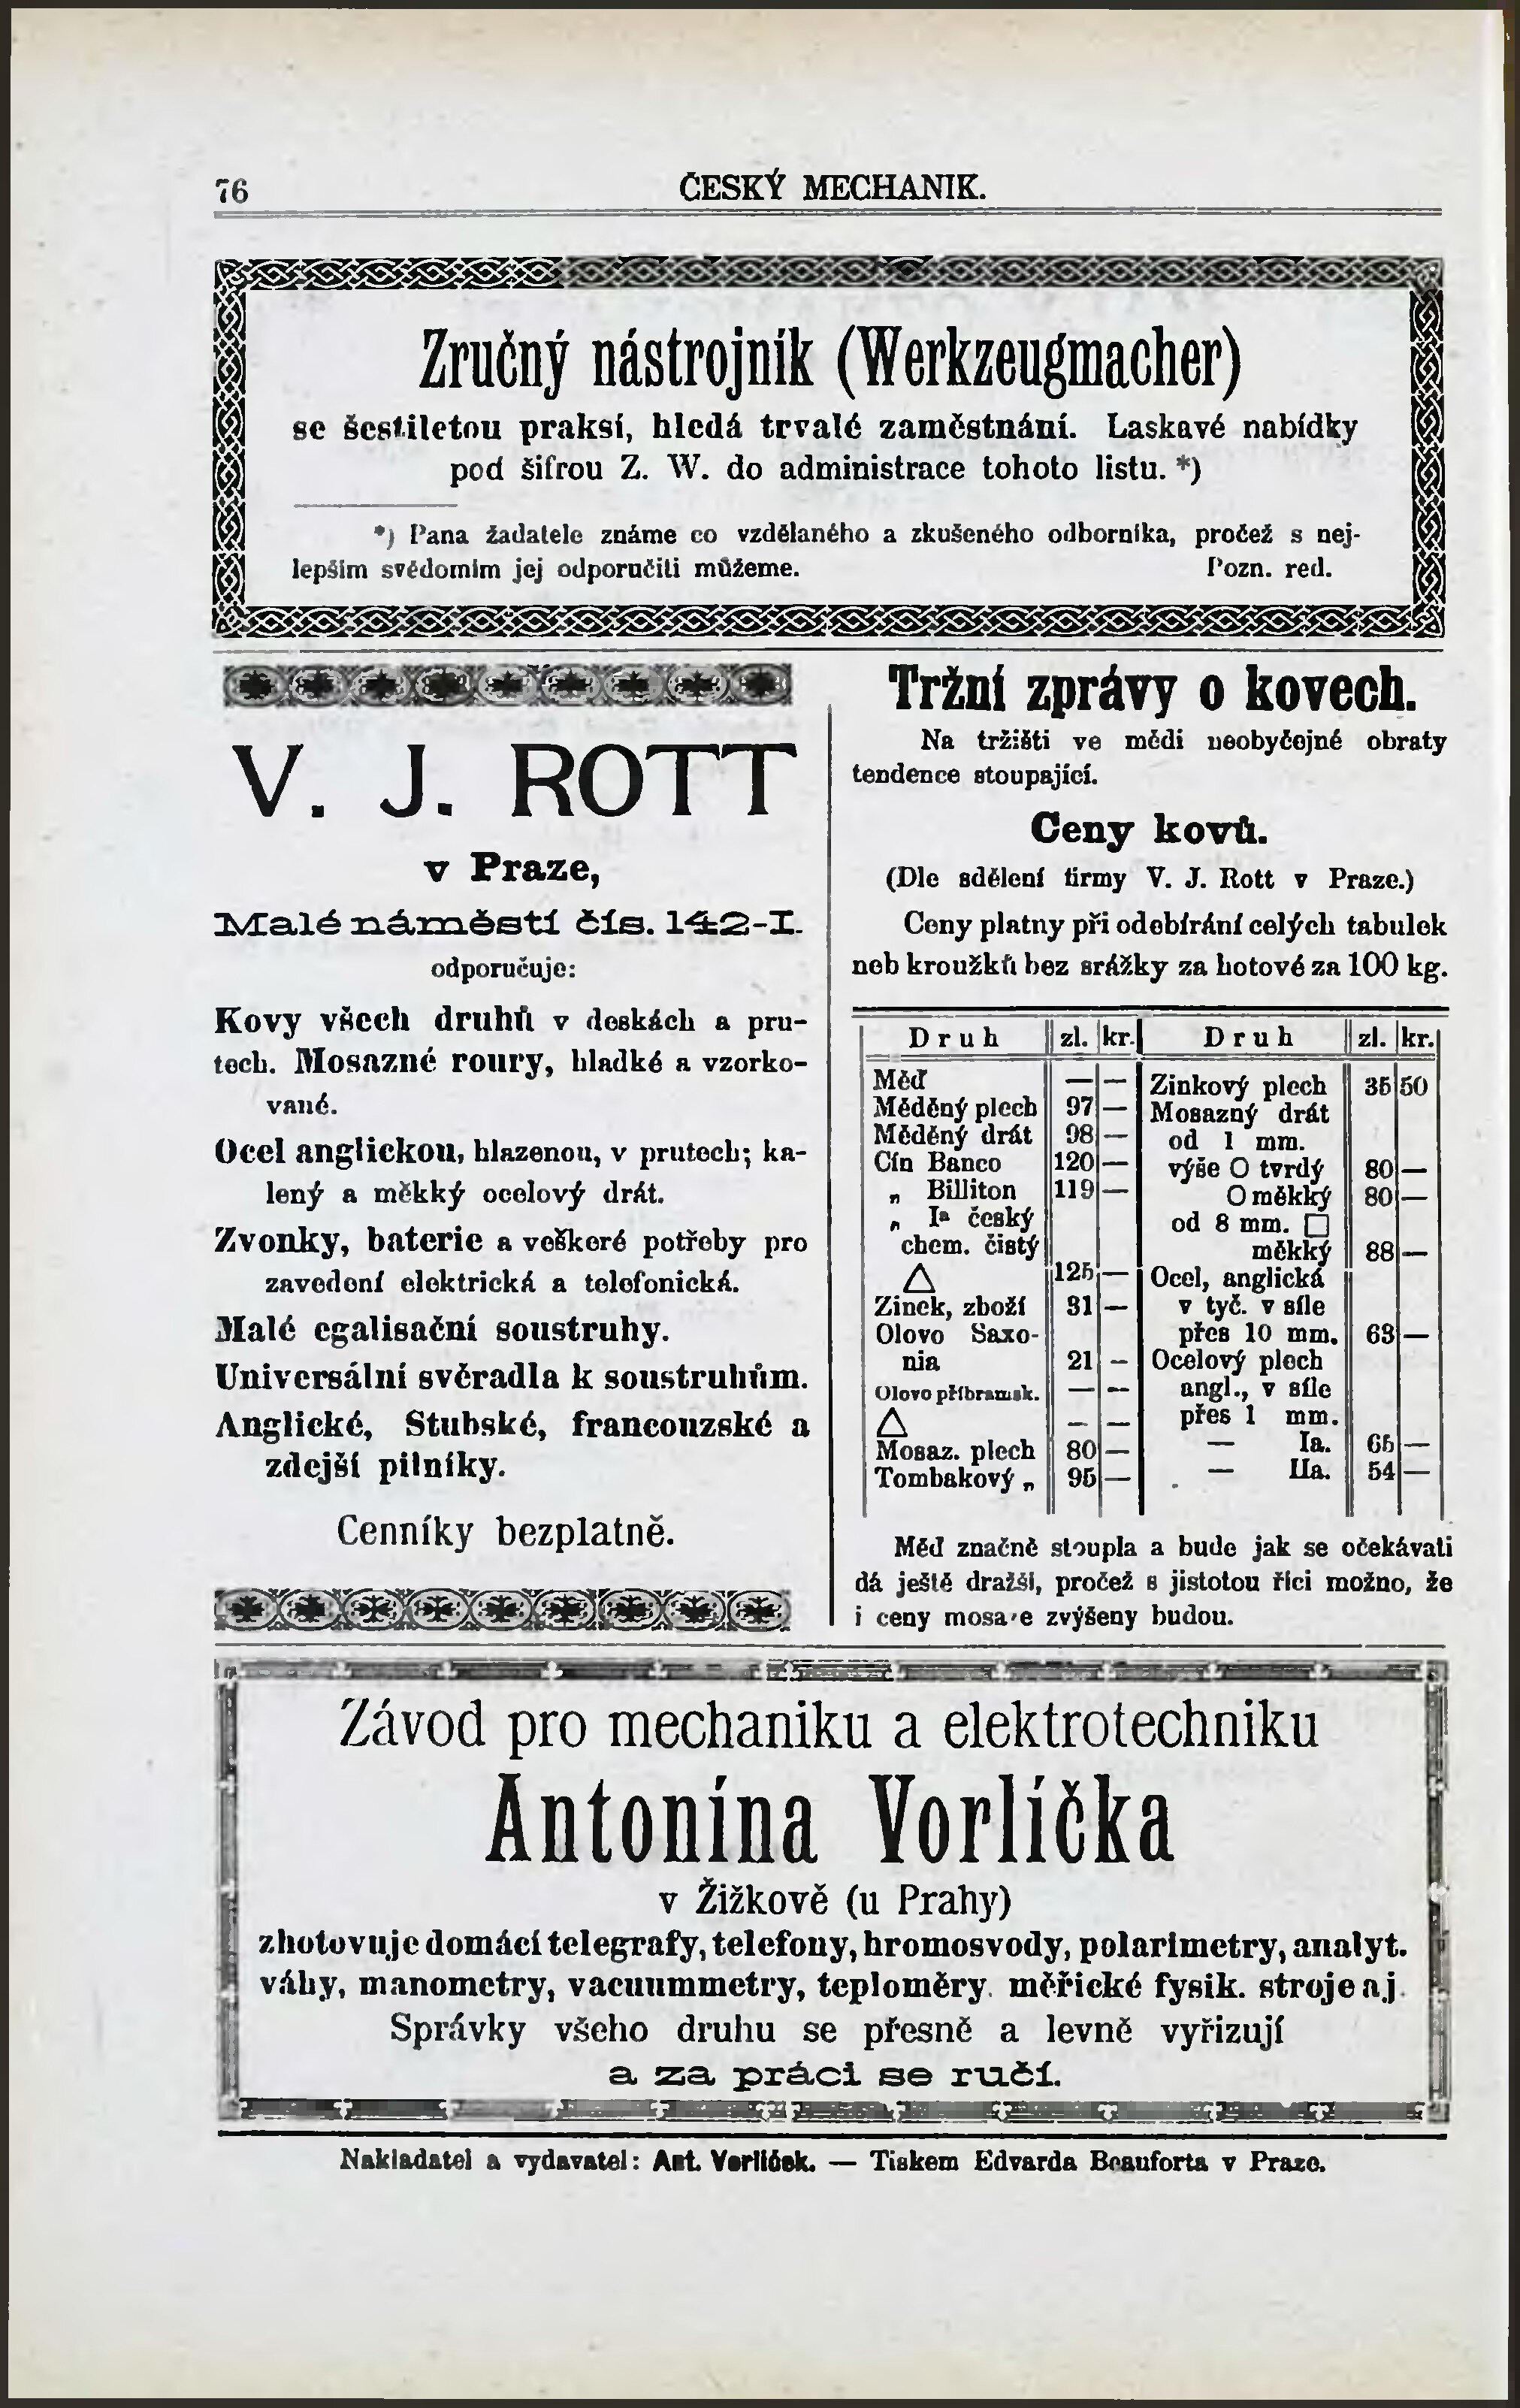 76
ČESKÝ MECHANIK.
Zručný nástrojník (Werkzeugmacher)
se šestiletou praksí, hledá trvalé zaměstnání. Laskavé nabídky
pod šifrou Z. W. do administrace tohoto listu. *)
*) Pana žadatele známe co vzdělaného a zkušeného odborníka, pročež s nej-
lepším svědomím jej odporučiti můžeme. Pozn. red.
V. J. ROTT
v Praze,
Malé náměstí čís. 142-I.
odporučuje:
Kovy všech druhů v deskách a pru-
tech. Mosazné roury, hladké a vzorko-
vané.
Ocel anglickou, hlazenou, v prutech; ka-
lený a měkký ocelový drát.
Zvonky, baterie a veškeré potřeby pro
zavedení elektrická a telefonická.
Malé egalisační soustruhy.
Universální svěradla k soustruhům.
Anglické, Stubské, francouzské a
zdejší pilníky.
Cenníky bezplatně.
Tržní zprávy o kovech.
Na tržišti ve mědi neobyčejné obraty
tendence stoupající.
Ceny kovů.
(Dle sdělení firmy V. J. Rott v Praze.)
Ceny platny při odebírání celých tabulek
neb kroužků bez srážky za hotové za 100 kg.
Druh zl. kr.
Měď — —
Měděný plech 97 —
Měděný drát 98 —
Cín Banco 120 —
„ Billiton 119 —
„ Iª český
chem. čistý
△ 125 —
Zinek, zboží 31 —
Olovo Saxo-
nia 21 —
Olovo příbramsk. — —
△ — —
Mosaz. plech 80 —
Tombakový „ 95 —
Druh zl. kr.
Zinkový plech 35 50
Mosazný drát
od 1 mm.
výše O tvrdý 80 —
O měkký 80 —
od 8 mm. □
měkký 88 —
Ocel, anglická
v tyč. v síle
přes 10 mm. 63 —
Ocelový plech
angl., v síle
přes 1 mm.
— Ia. 65 —
— IIa. 54 —
Měď značně stoupla a bude jak se očekávati
dá ještě dražší, pročež s jistotou říci možno, že
i ceny mosa e zvýšeny budou.
Závod pro mechaniku a elektrotechniku
Antonína Vorlíčka
v Žižkově (u Prahy)
zhotovuje domácí telegrafy, telefony, hromosvody, polarimetry, analyt.
váhy, manometry, vacuummetry, teploměry, měřické fysik. stroje a j.
Správky všeho druhu se přesně a levně vyřizují
a za práci se ručí.
Nakladatel a vydavatel: Ant. Vorlíček. — Tiskem Edvarda Beauforta v Praze.